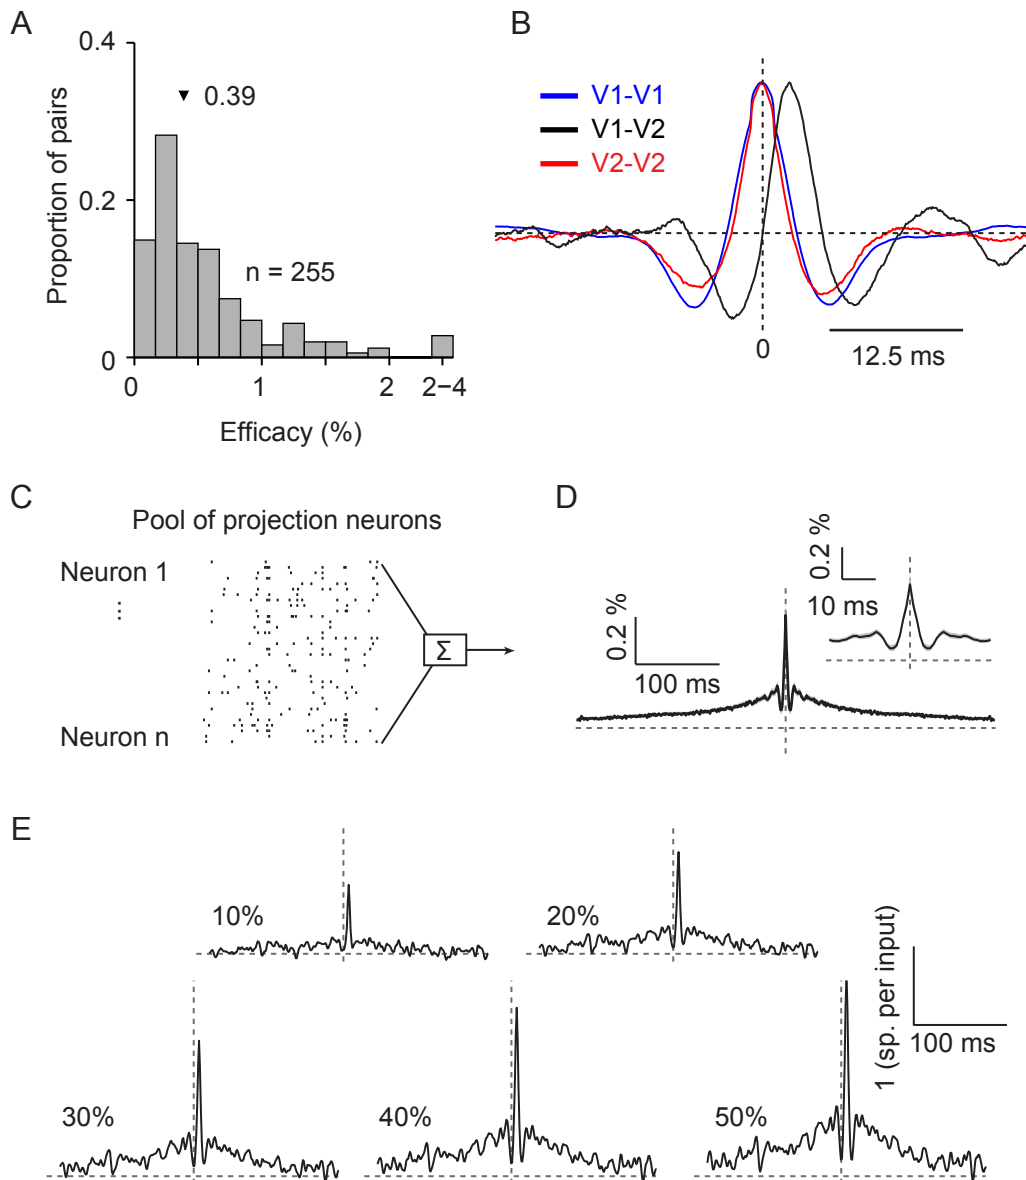 A
0.4
0.39
Proportion of pairs
0.2
n = 255
0
0
1
2
2−4
Efficacy (%)
B
V1-V1
V1-V2
V2-V2
0
12.5 ms
C
Pool of projection neurons
Neuron 1
⋮
Σ
Neuron n
D
0.2 %
10 ms
0.2 %
100 ms
E
10%
20%
1 (sp. per input)
100 ms
30%
40%
50%